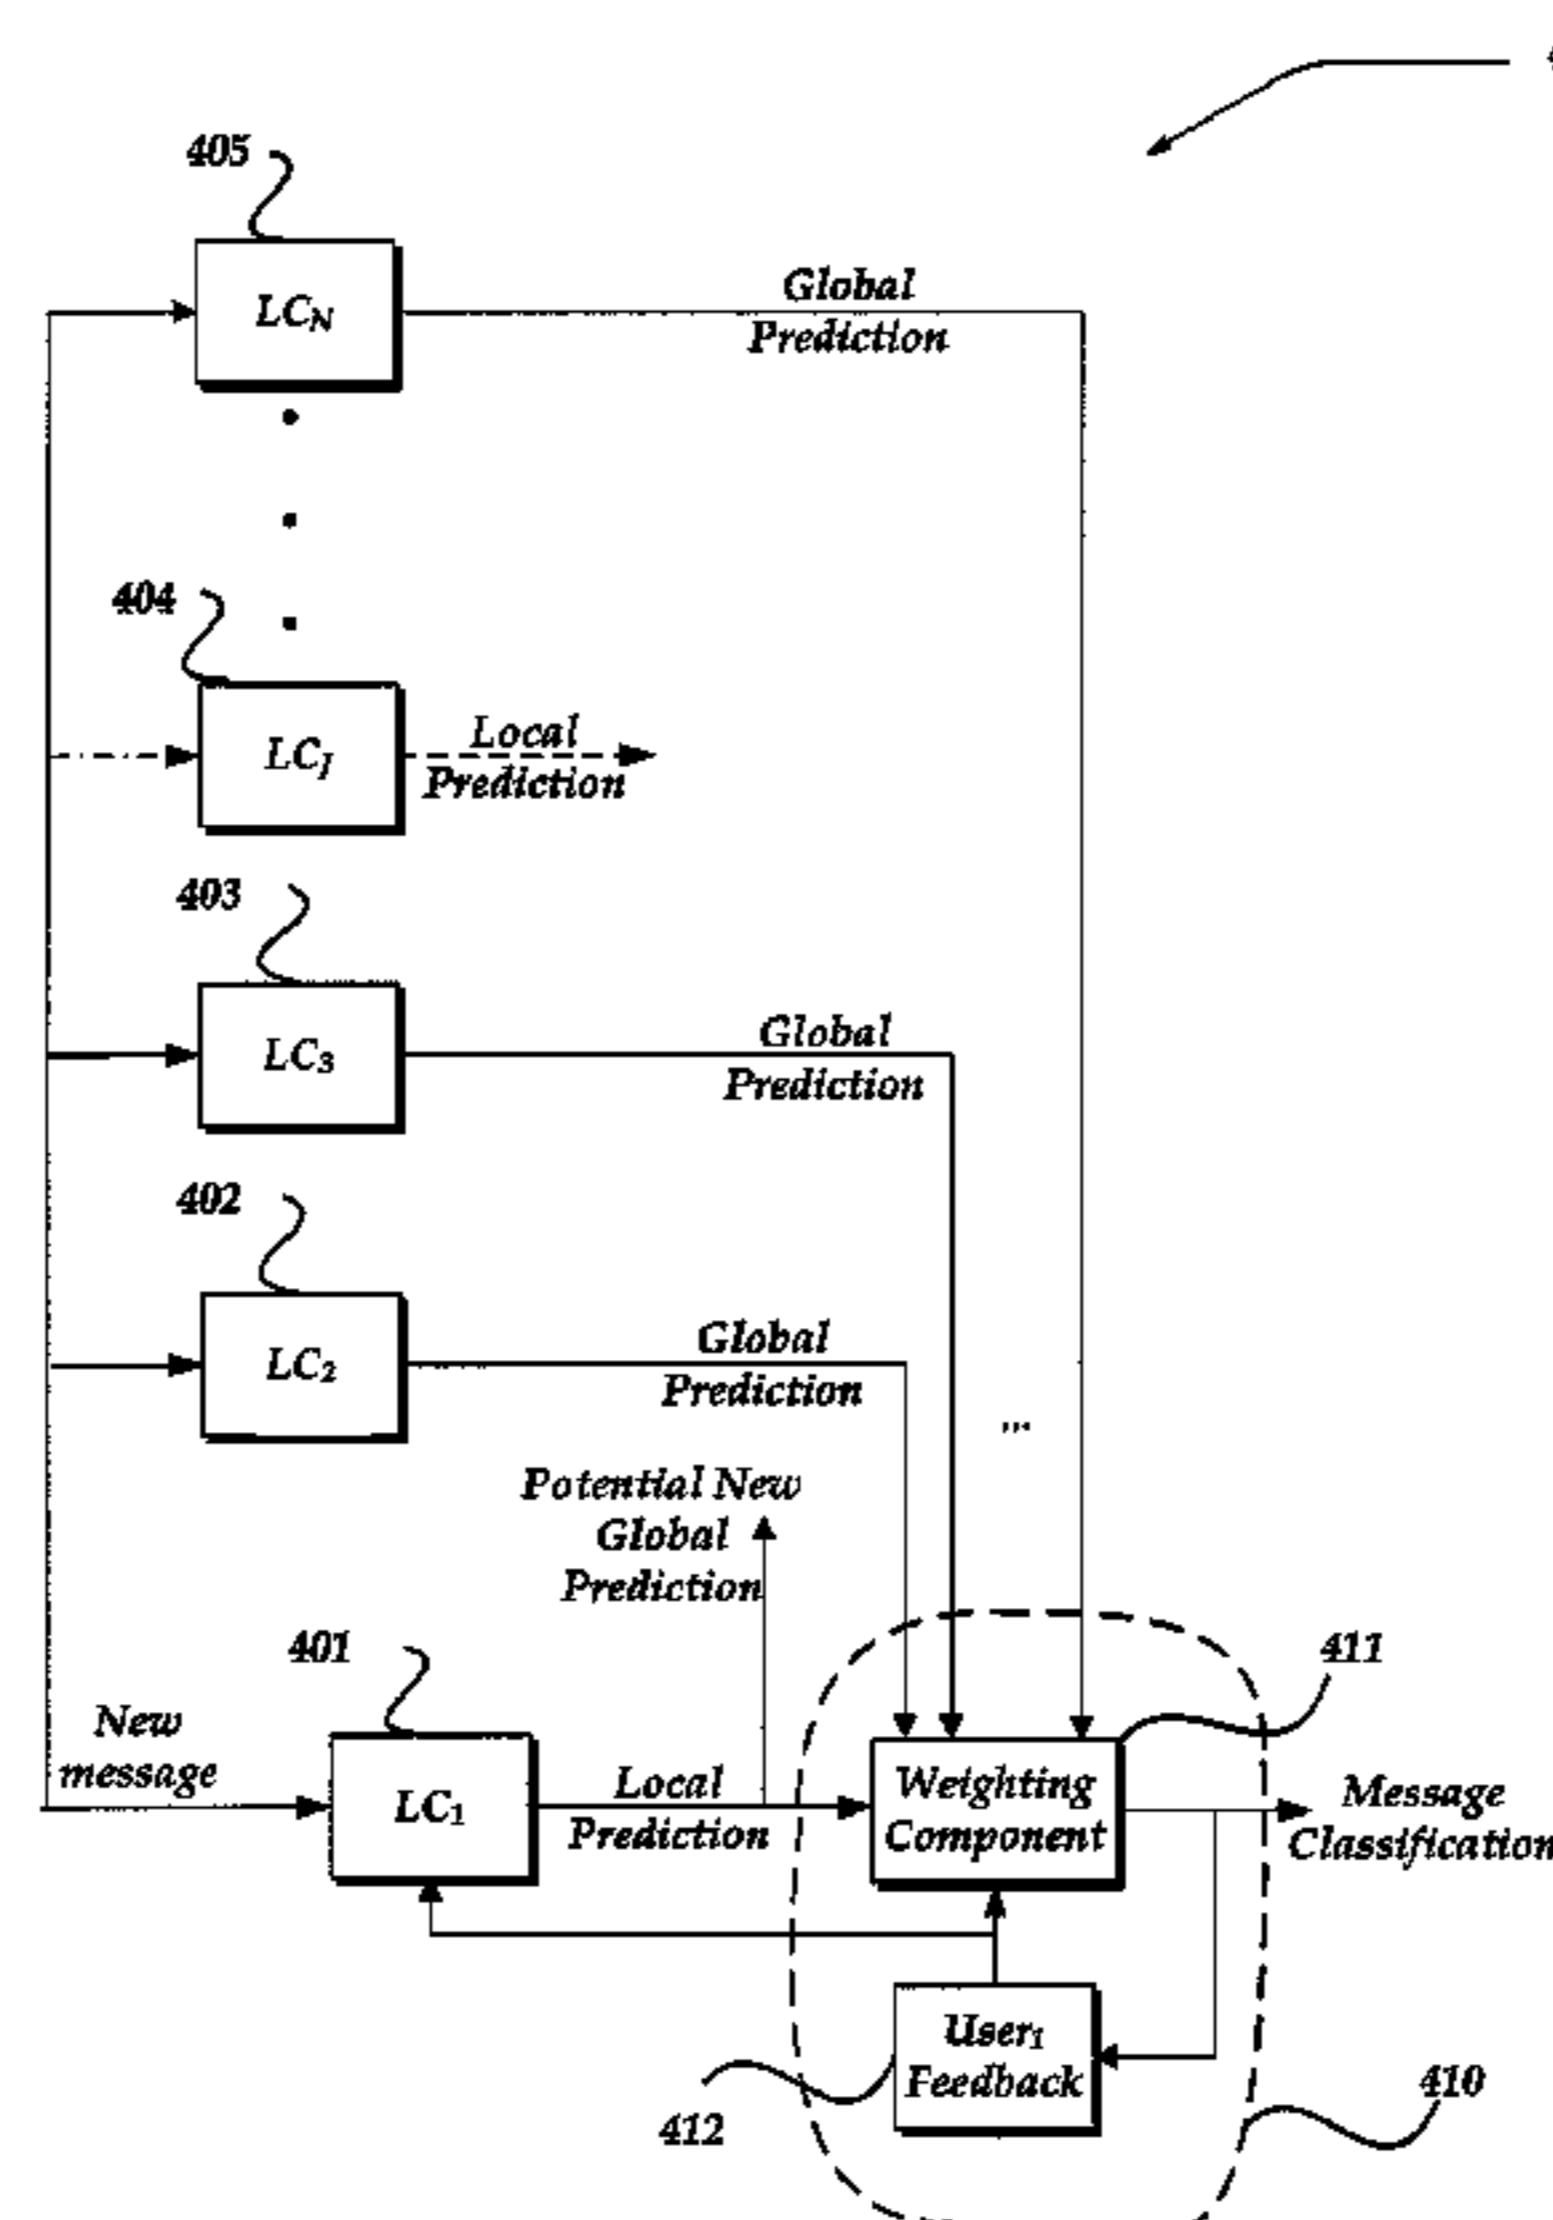 405
LCN
Global
Prediction
404
LCJ
Local
Prediction
403
LC3
Global
Prediction
402
LC2
Global
Prediction
...
Potential New
Global
Prediction
401
411
New
message
LC1
Local
Prediction
Weighting
Component
Message
Classification
User1
Feedback
412
410